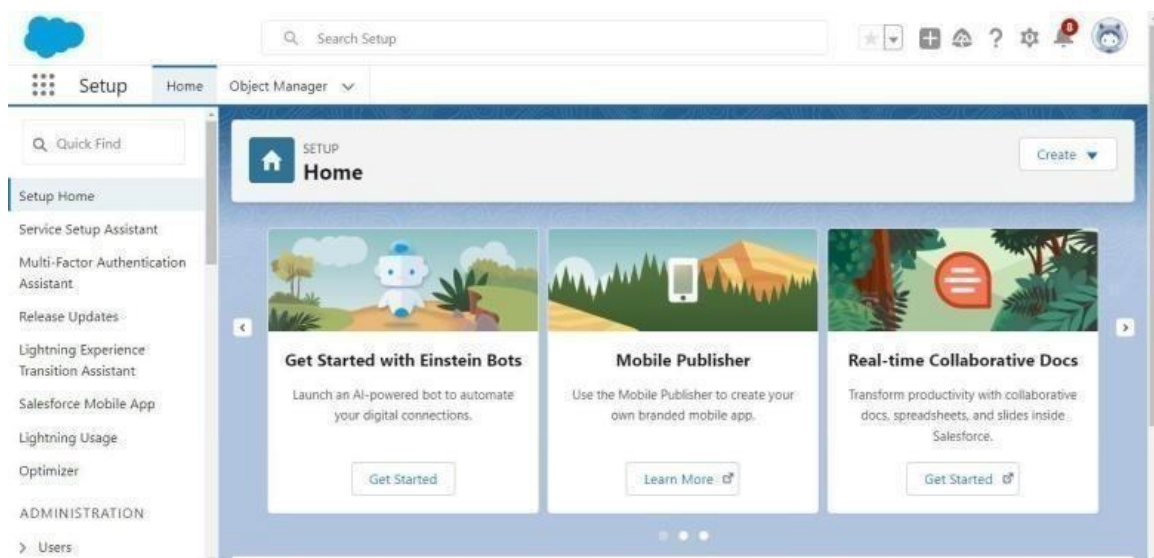 Search Setup
?
8
Setup
Home
Object Manager
Quick Find
Setup Home
Service Setup Assistant
Multi-Factor Authentication
Assistant
Release Updates
Lightning Experience
Transition Assistant
Salesforce Mobile App
Lightning Usage
Optimizer
ADMINISTRATION
Users
SETUP
Home
Create
Get Started with Einstein Bots
Launch an AI-powered bot to automate
your digital connections.
Get Started
Mobile Publisher
Use the Mobile Publisher to create your
own branded mobile app.
Learn More
Real-time Collaborative Docs
Transform productivity with collaborative
docs, spreadsheets, and slides inside
Salesforce.
Get Started